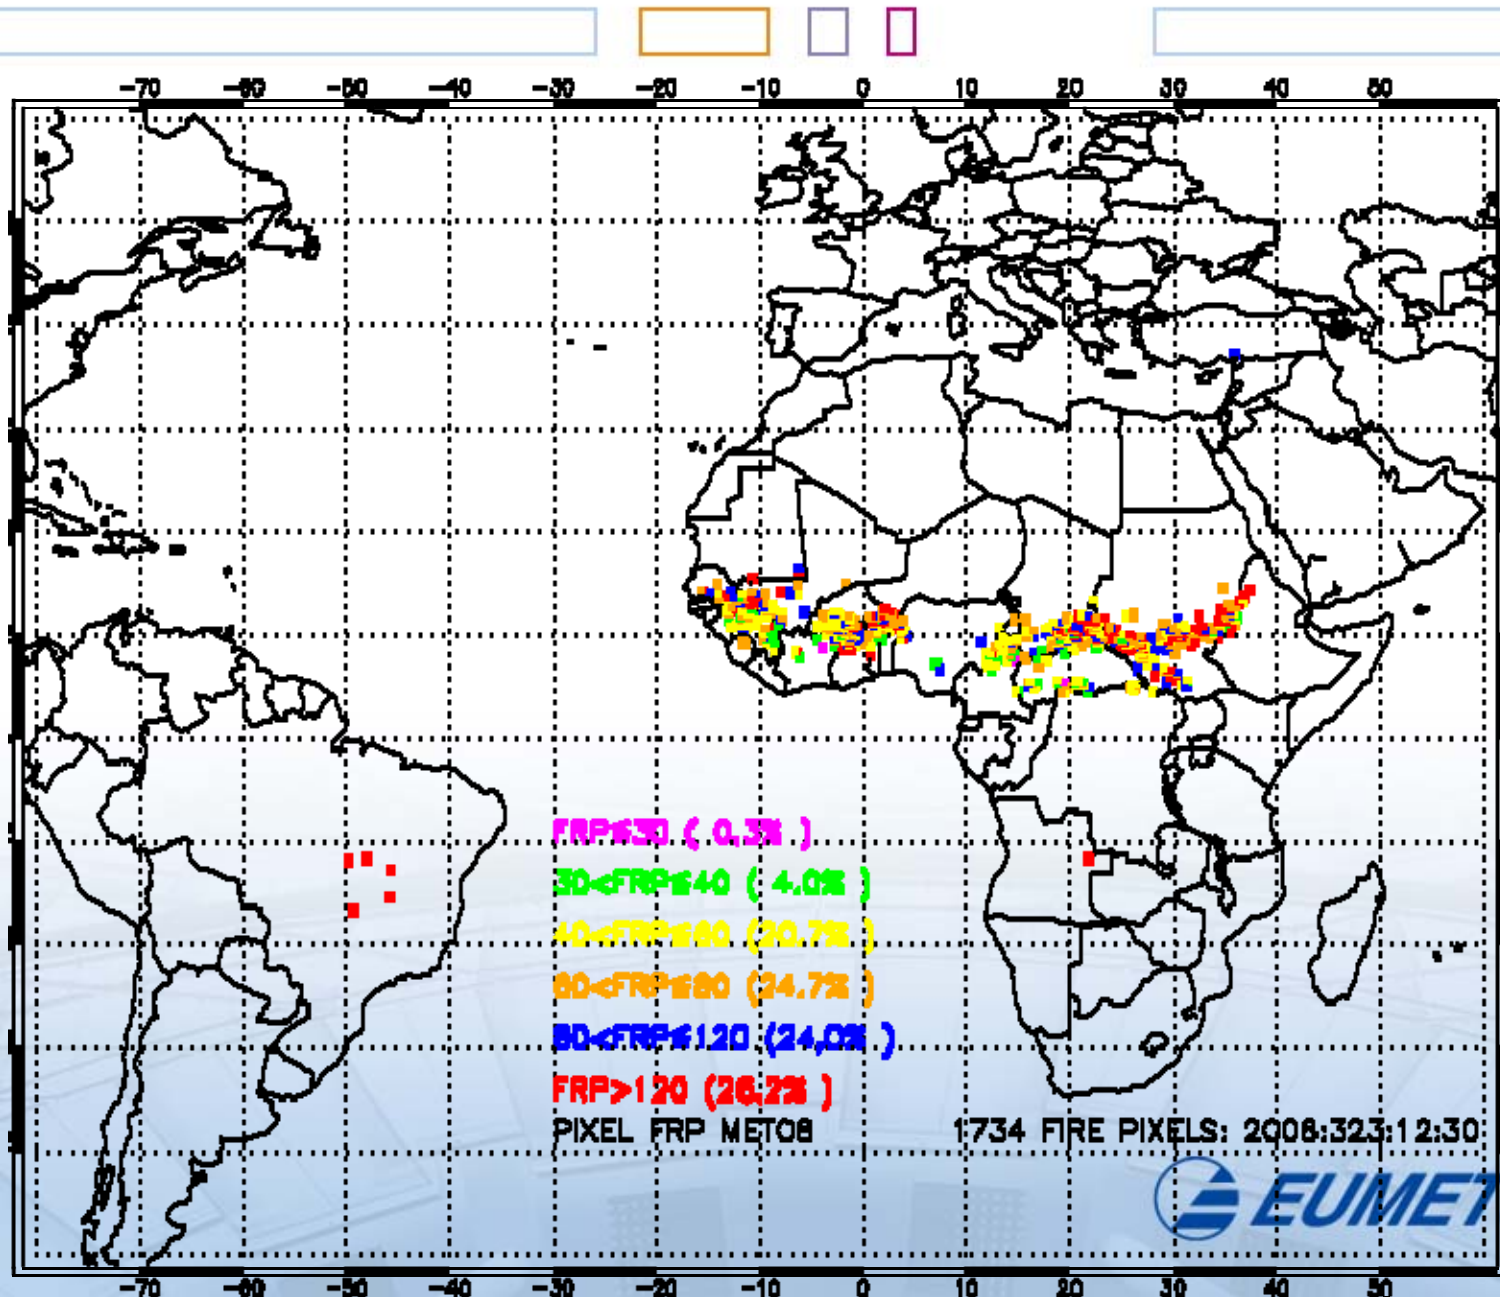 -70 -60 -50 -40 -30 -20 -10 0 10 20 30 40 50
FRP≤30 ( 0.3% )
30<FRP≤40 ( 4.0% )
40<FRP≤60 (20.7% )
60<FRP≤80 (24.7% )
80<FRP≤120 (24.0% )
FRP>120 (26.2% )
PIXEL FRP MET08 1734 FIRE PIXELS: 2008:323:12:30
EUMET
-70 -60 -50 -40 -30 -20 -10 0 10 20 30 40 50